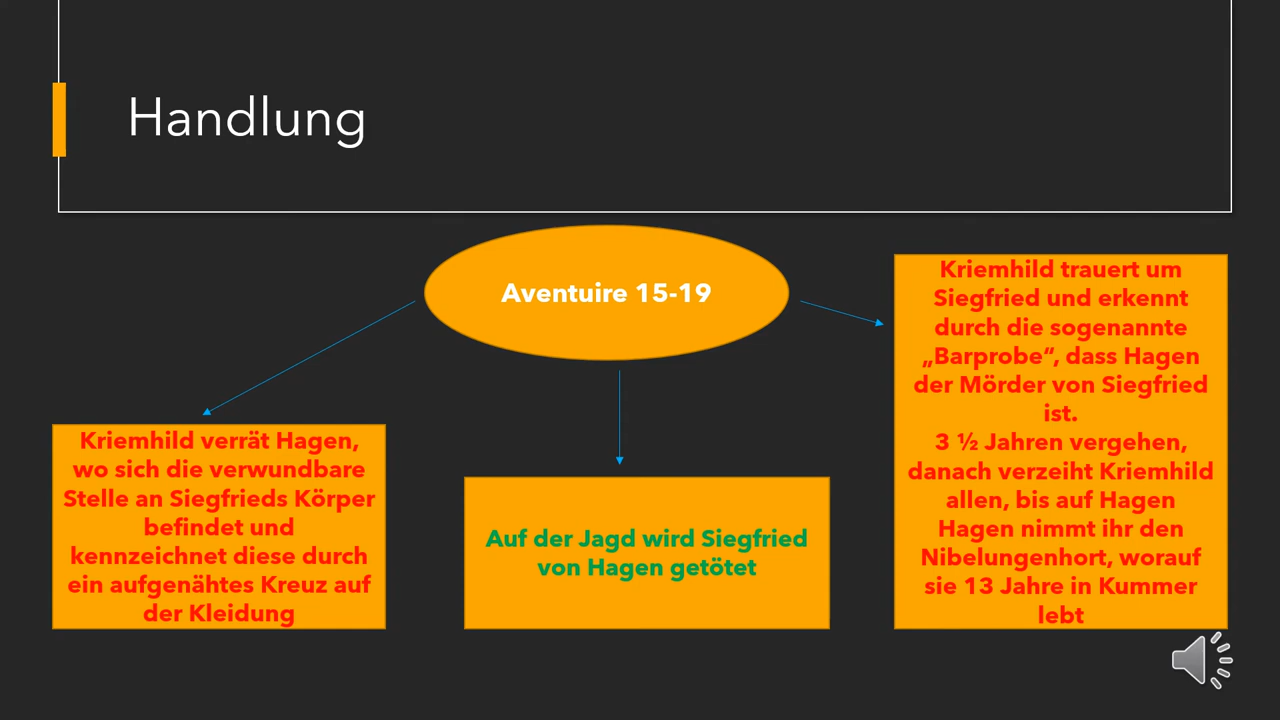 Handlung
Aventuire 15-19
Kriemhild verrät Hagen,
wo sich die verwundbare
Stelle an Siegfrieds Körper
befindet und
kennzeichnet diese durch
ein aufgenähtes Kreuz auf
der Kleidung
Auf der Jagd wird Siegfried
von Hagen getötet
Kriemhild trauert um
Siegfried und erkennt
durch die sogenannte
„Barprobe“, dass Hagen
der Mörder von Siegfried
ist.
3 ½ Jahren vergehen,
danach verzeiht Kriemhild
allen, bis auf Hagen
Hagen nimmt ihr den
Nibelungenhort, worauf
sie 13 Jahre in Kummer
lebt